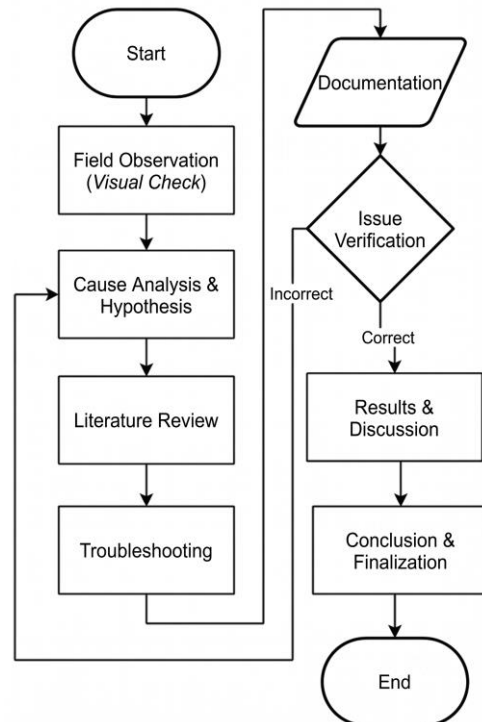 Start
Field Observation
(Visual Check)
Cause Analysis &
Hypothesis
Literature Review
Troubleshooting
Documentation
Issue
Verification
Incorrect
Correct
Results &
Discussion
Conclusion &
Finalization
End